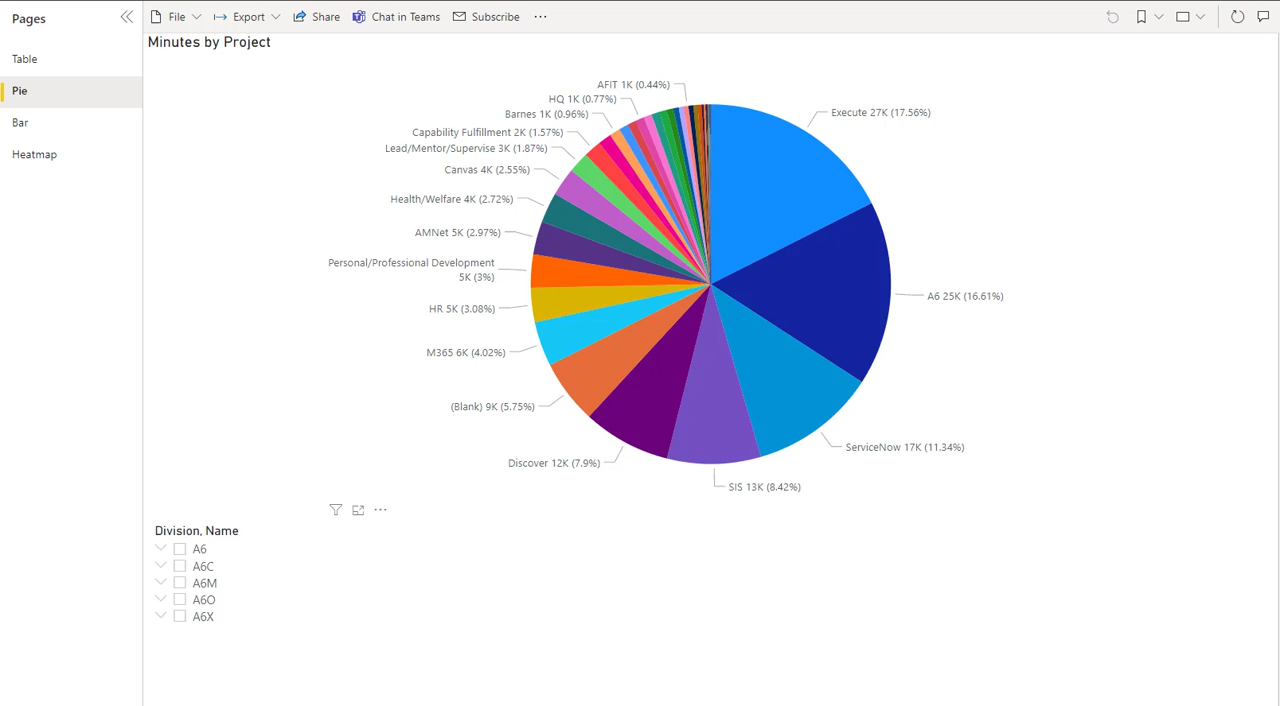 Pages
File
Export
Share
Chat in Teams
Subscribe
Table
Pie
Bar
Heatmap
Minutes by Project
AFIT 1K (0.44%)
HQ 1K (0.77%)
Barnes 1K (0.96%)
Capability Fulfillment 2K (1.57%)
Lead/Mentor/Supervise 3K (1.87%)
Canvas 4K (2.55%)
Health/Welfare 4K (2.72%)
AMNet 5K (2.97%)
Personal/Professional Development
5K (3%)
HR 5K (3.08%)
M365 6K (4.02%)
(Blank) 9K (5.75%)
Discover 12K (7.9%)
Execute 27K (17.56%)
A6 25K (16.61%)
ServiceNow 17K (11.34%)
SIS 13K (8.42%)
Division, Name
A6
A6C
A6M
A6O
A6X